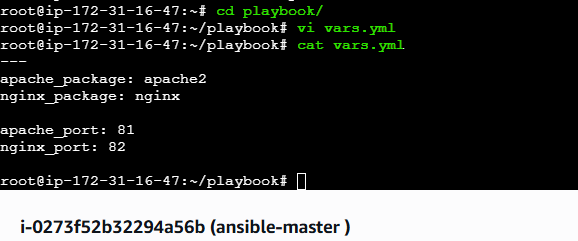 root@ip-172-31-16-47:~# cd playbook/
root@ip-172-31-16-47:~/playbook# vi vars.yml
root@ip-172-31-16-47:~/playbook# cat vars.yml
---
apache_package: apache2
nginx_package: nginx

apache_port: 81
nginx_port: 82

root@ip-172-31-16-47:~/playbook#
i-0273f52b32294a56b (ansible-master )